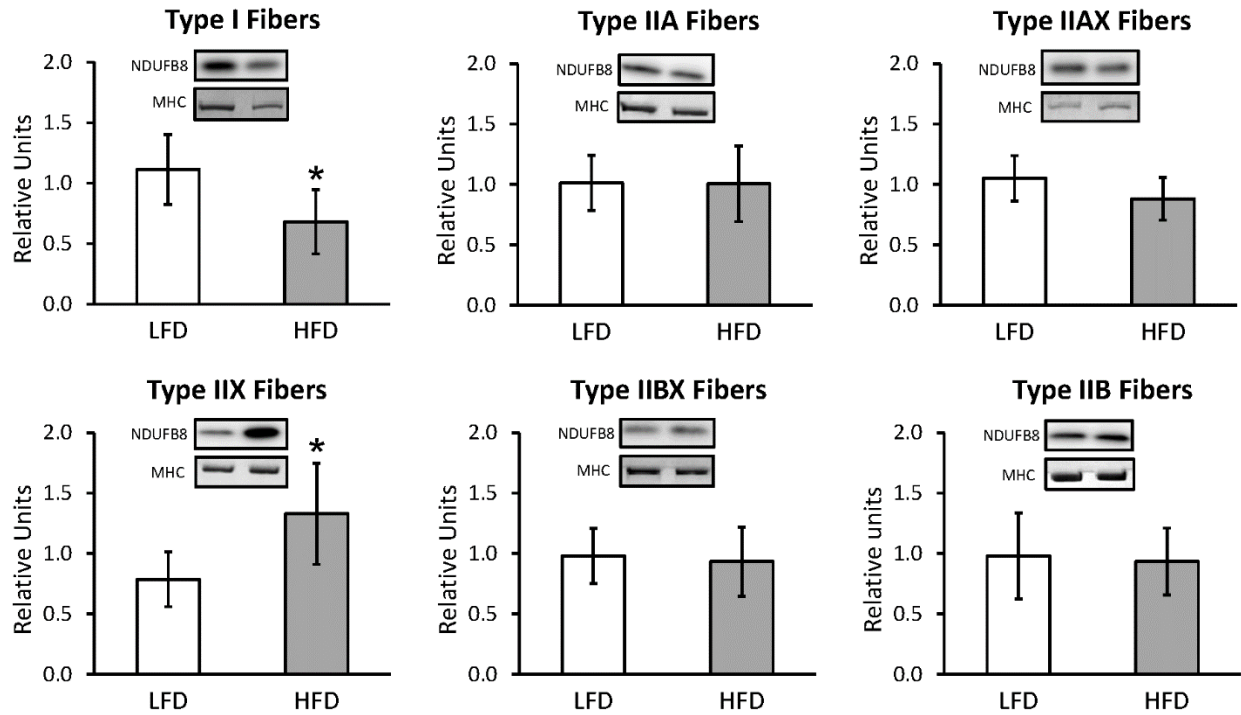 Type I Fibers
NDUFB8
MHC
Relative Units
2.0
1.5
1.0
0.5
0.0
*
LFD
HFD
Type IIA Fibers
NDUFB8
MHC
Relative Units
2.0
1.5
1.0
0.5
0.0
LFD
HFD
Type IIAX Fibers
NDUFB8
MHC
Relative Units
2.0
1.5
1.0
0.5
0.0
LFD
HFD
Type IIX Fibers
NDUFB8
MHC
Relative Units
2.0
1.5
1.0
0.5
0.0
*
LFD
HFD
Type IIBX Fibers
NDUFB8
MHC
Relative Units
2.0
1.5
1.0
0.5
0.0
LFD
HFD
Type IIB Fibers
NDUFB8
MHC
Relative units
2.0
1.5
1.0
0.5
0.0
LFD
HFD